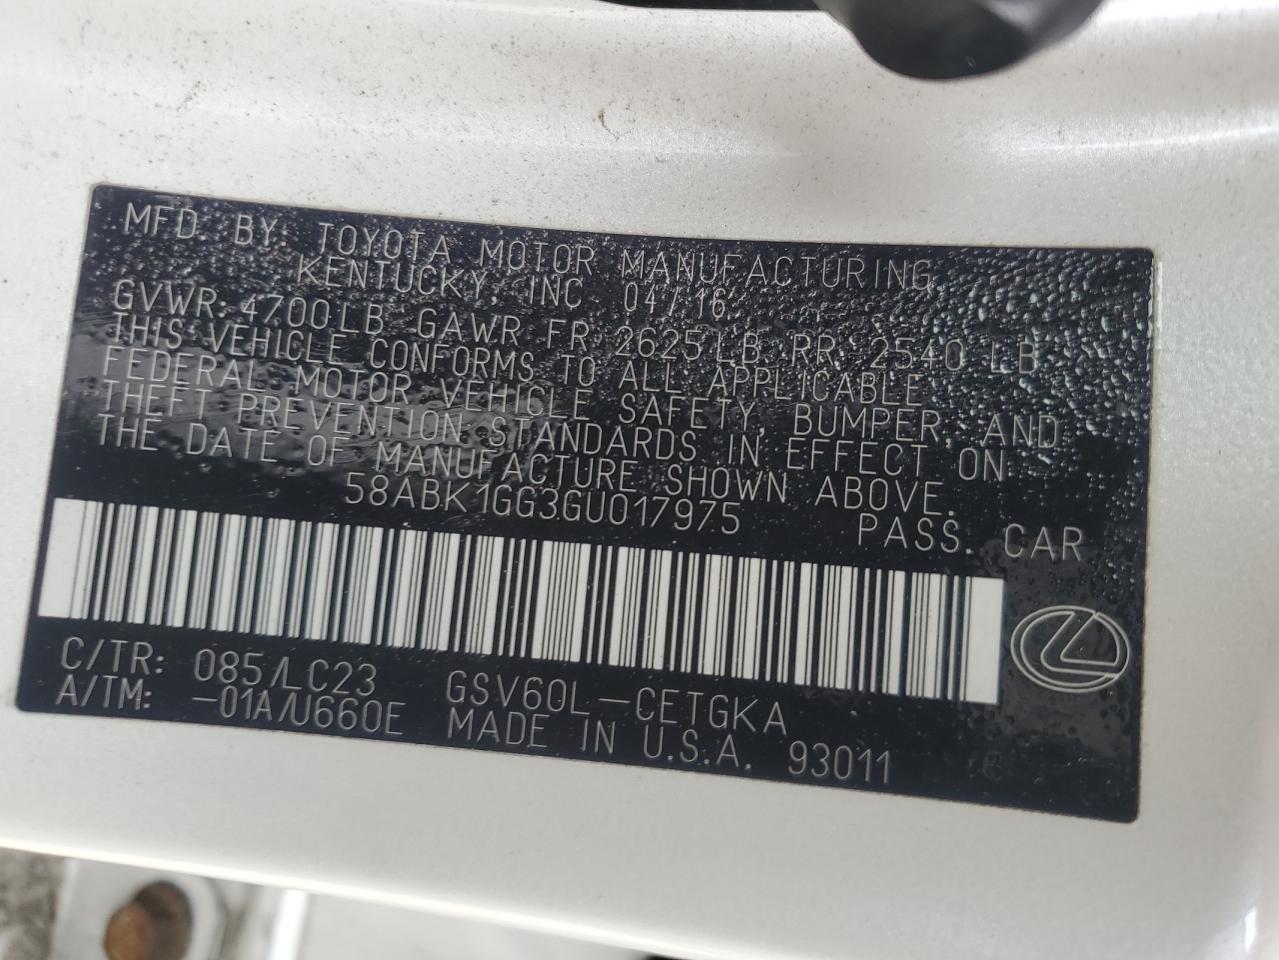 MFD. BY: TOYOTA MOTOR MANUFACTURING,
KENTUCKY, INC 04/16
GVWR: 4700LB GAWR FR 2625 LB RR 2540 LB
THIS VEHICLE CONFORMS TO ALL APPLICABLE
FEDERAL MOTOR VEHICLE SAFETY, BUMPER, AND
THEFT PREVENTION STANDARDS IN EFFECT ON
THE DATE OF MANUFACTURE SHOWN ABOVE.
58ABK1GG3GU017975 PASS. CAR
C/TR: 085/LC23 GSV60L-CETGKA
A/TM: -01A/U660E MADE IN U.S.A. 93011